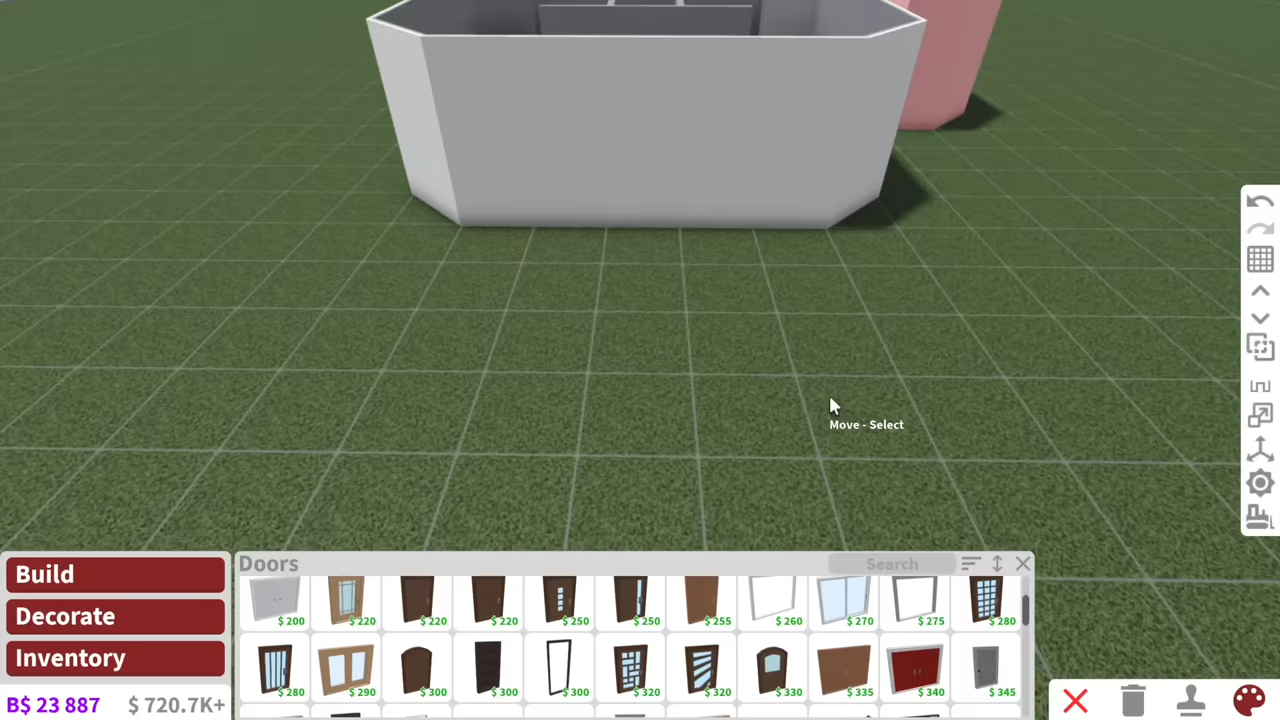 Move - Select
Build
Doors
Search
$ 200
$ 220
$ 220
$ 220
$ 250
$ 250
$ 255
$ 260
$ 270
$ 275
$ 280
Decorate
Inventory
$ 280
$ 290
$ 300
$ 300
$ 300
$ 320
$ 320
$ 330
$ 335
$ 340
$ 345
B$ 23 887
$ 720.7K+